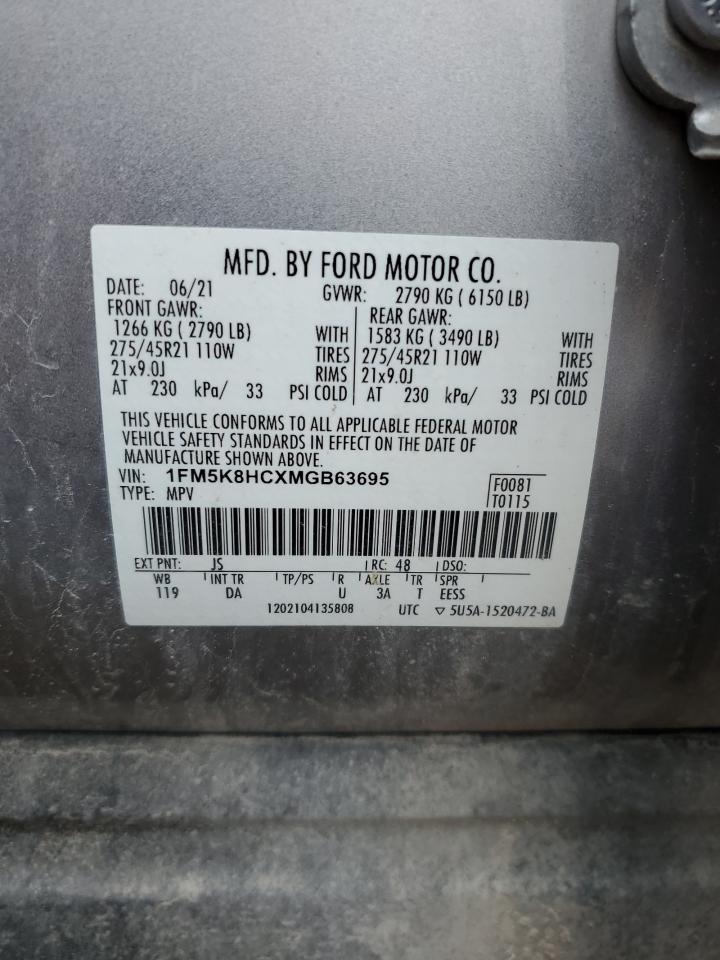 MFD. BY FORD MOTOR CO.
DATE: 06/21 GVWR: 2790 KG ( 6150 LB)
FRONT GAWR: REAR GAWR:
1266 KG ( 2790 LB) WITH 1583 KG ( 3490 LB) WITH
275/45R21 110W TIRES 275/45R21 110W TIRES
21x9.0J RIMS 21x9.0J RIMS
AT 230 kPa/ 33 PSI COLD AT 230 kPa/ 33 PSI COLD
THIS VEHICLE CONFORMS TO ALL APPLICABLE FEDERAL MOTOR
VEHICLE SAFETY STANDARDS IN EFFECT ON THE DATE OF
MANUFACTURE SHOWN ABOVE.
VIN: 1FM5K8HCXMGB63695 F0081
TYPE: MPV T0115
EXT PNT: JS RC: 48 DSO:
WB INT TR TP/PS R AXLE TR SPR
119 DA U 3A T EESS
1202104135808 UTC ▽ 5U5A-1520472-BA